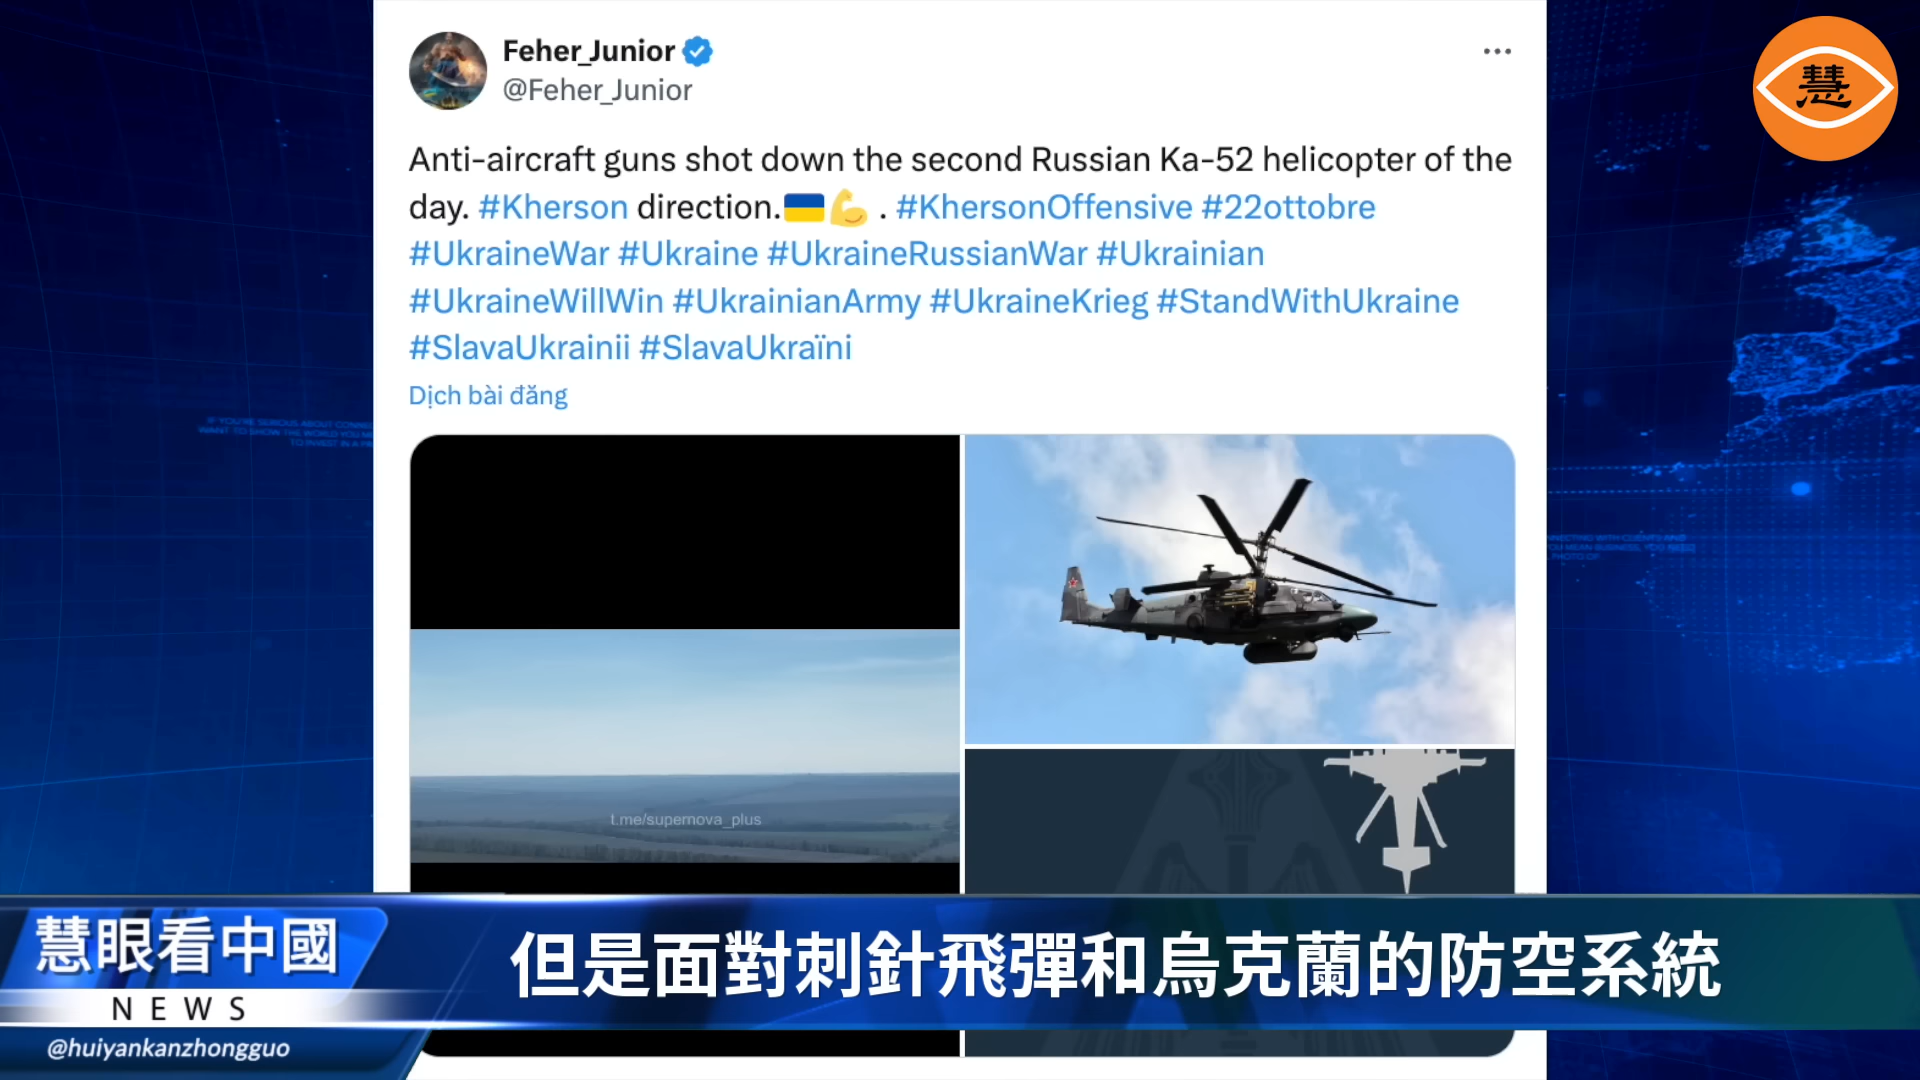 Feher_Junior
@Feher_Junior
慧
Anti-aircraft guns shot down the second Russian Ka-52 helicopter of the
day. #Kherson direction.🇺🇦💪 . #KhersonOffensive #22ottobre
#UkraineWar #Ukraine #UkraineRussianWar #Ukrainian
#UkraineWillWin #UkrainianArmy #UkraineKrieg #StandWithUkraine
#SlavaUkrainii #SlavaUkraïni
Dịch bài đăng
t.me/supernova_plus
慧眼看中國
NEWS
@huiyankanzhongguo
但是面對刺針飛彈和烏克蘭的防空系統